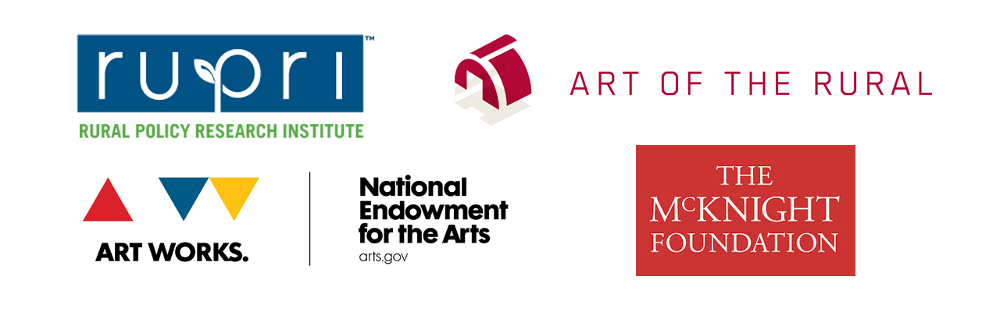 rupri™
RURAL POLICY RESEARCH INSTITUTE
ART OF THE RURAL
ART WORKS.
National
Endowment
for the Arts
arts.gov
THE
McKNIGHT
FOUNDATION